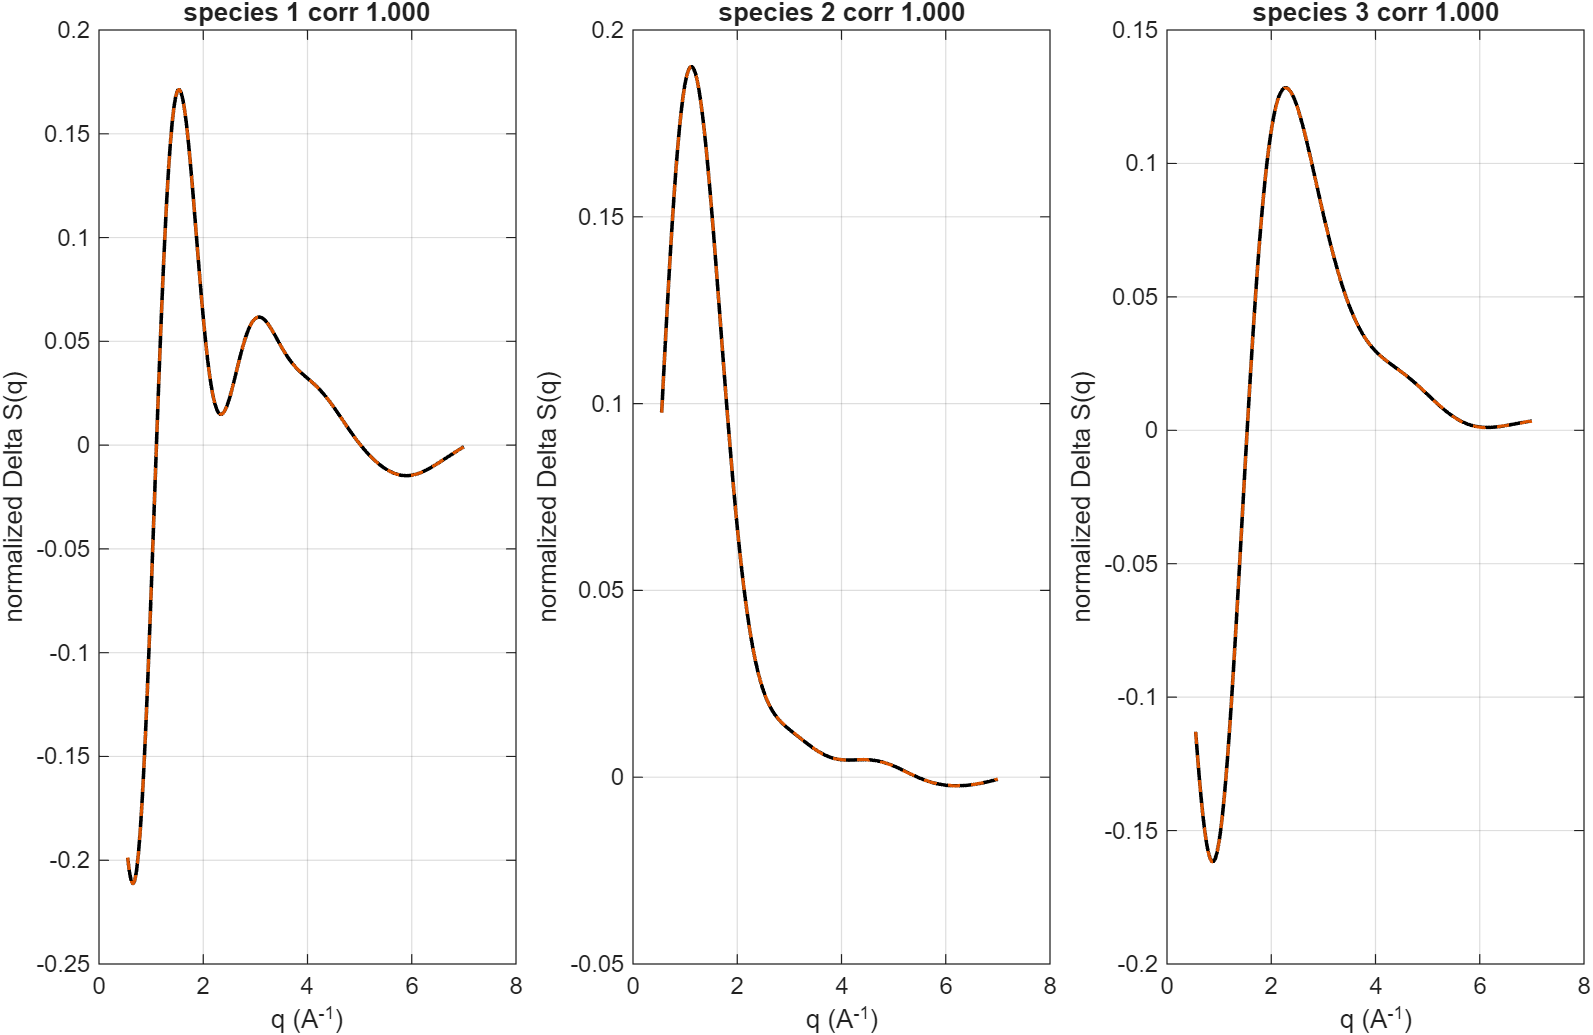 species 1 corr 1.000
0.2
0.15
0.1
0.05
0
-0.05
-0.1
-0.15
-0.2
-0.25
0 2 4 6 8
normalized Delta S(q)
q (A-1)
species 2 corr 1.000
0.2
0.15
0.1
0.05
0
-0.05
0 2 4 6 8
normalized Delta S(q)
q (A-1)
species 3 corr 1.000
0.15
0.1
0.05
0
-0.05
-0.1
-0.15
-0.2
0 2 4 6 8
normalized Delta S(q)
q (A-1)